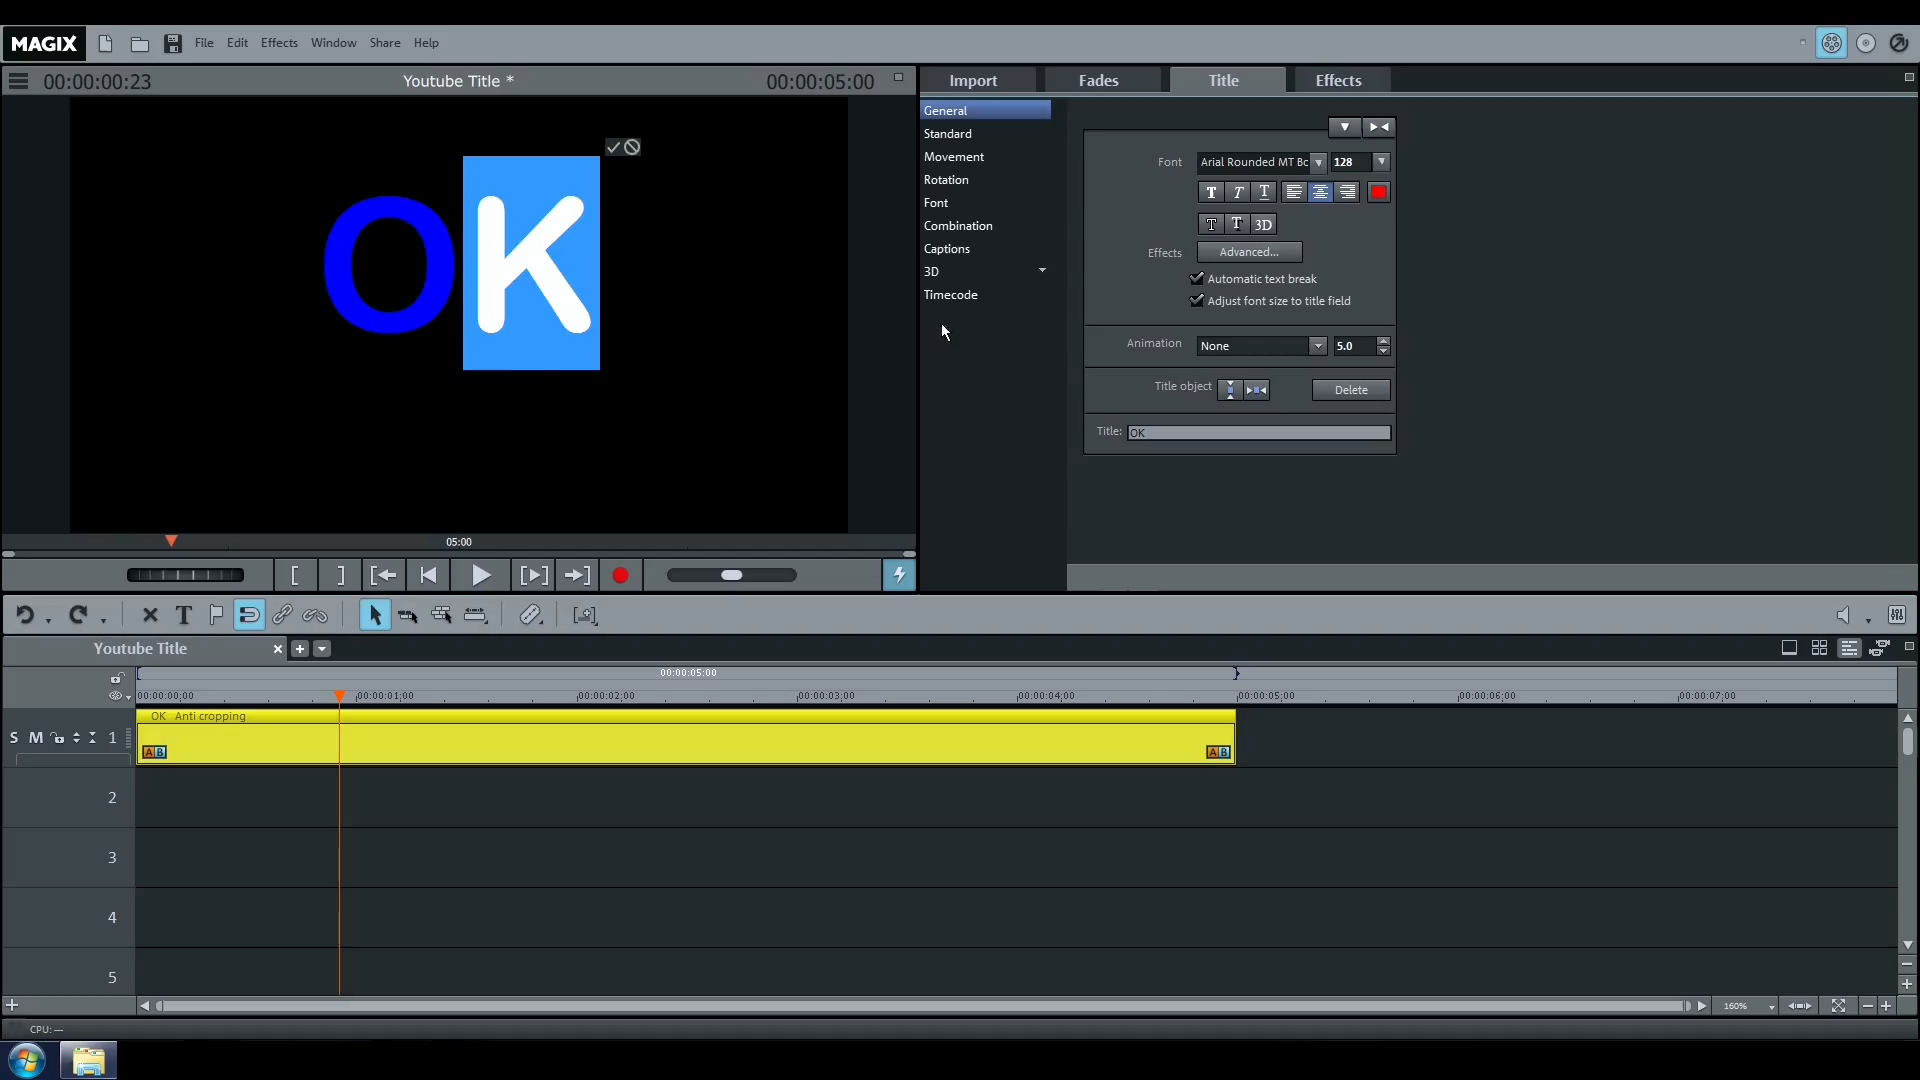 MAGIX File Edit Effects Window Share Help
00:00:00:23 Youtube Title * 00:00:05:00
Import Fades Title Effects
OK
05:00
General
Standard
Movement
Rotation
Font
Combination
Captions
3D
Timecode
Font Arial Rounded MT Bc 128
T T T
T T 3D
Effects Advanced...
Automatic text break
Adjust font size to title field
Animation None 5.0
Title object Delete
Title: OK
[ ]
T
Youtube Title
00:00:05:00
00:00:00;00 00:00:01;00 00:00:02;00 00:00:03;00 00:00:04;00 00:00:05;00 00:00:06;00 00:00:07;00
OK Anti cropping
S M 1
A B A B
2
3
4
5
160%
CPU: —